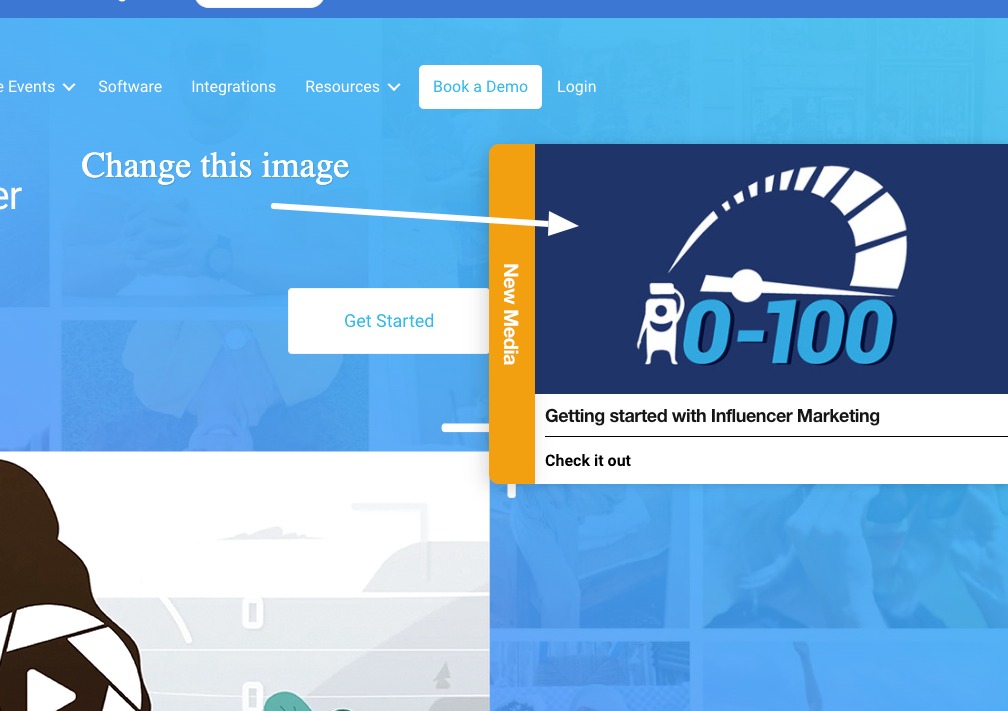 Events
Software
Integrations
Resources
Book a Demo
Login
Change this image
er
Get Started
New Media
0-100
Getting started with Influencer Marketing
Check it out